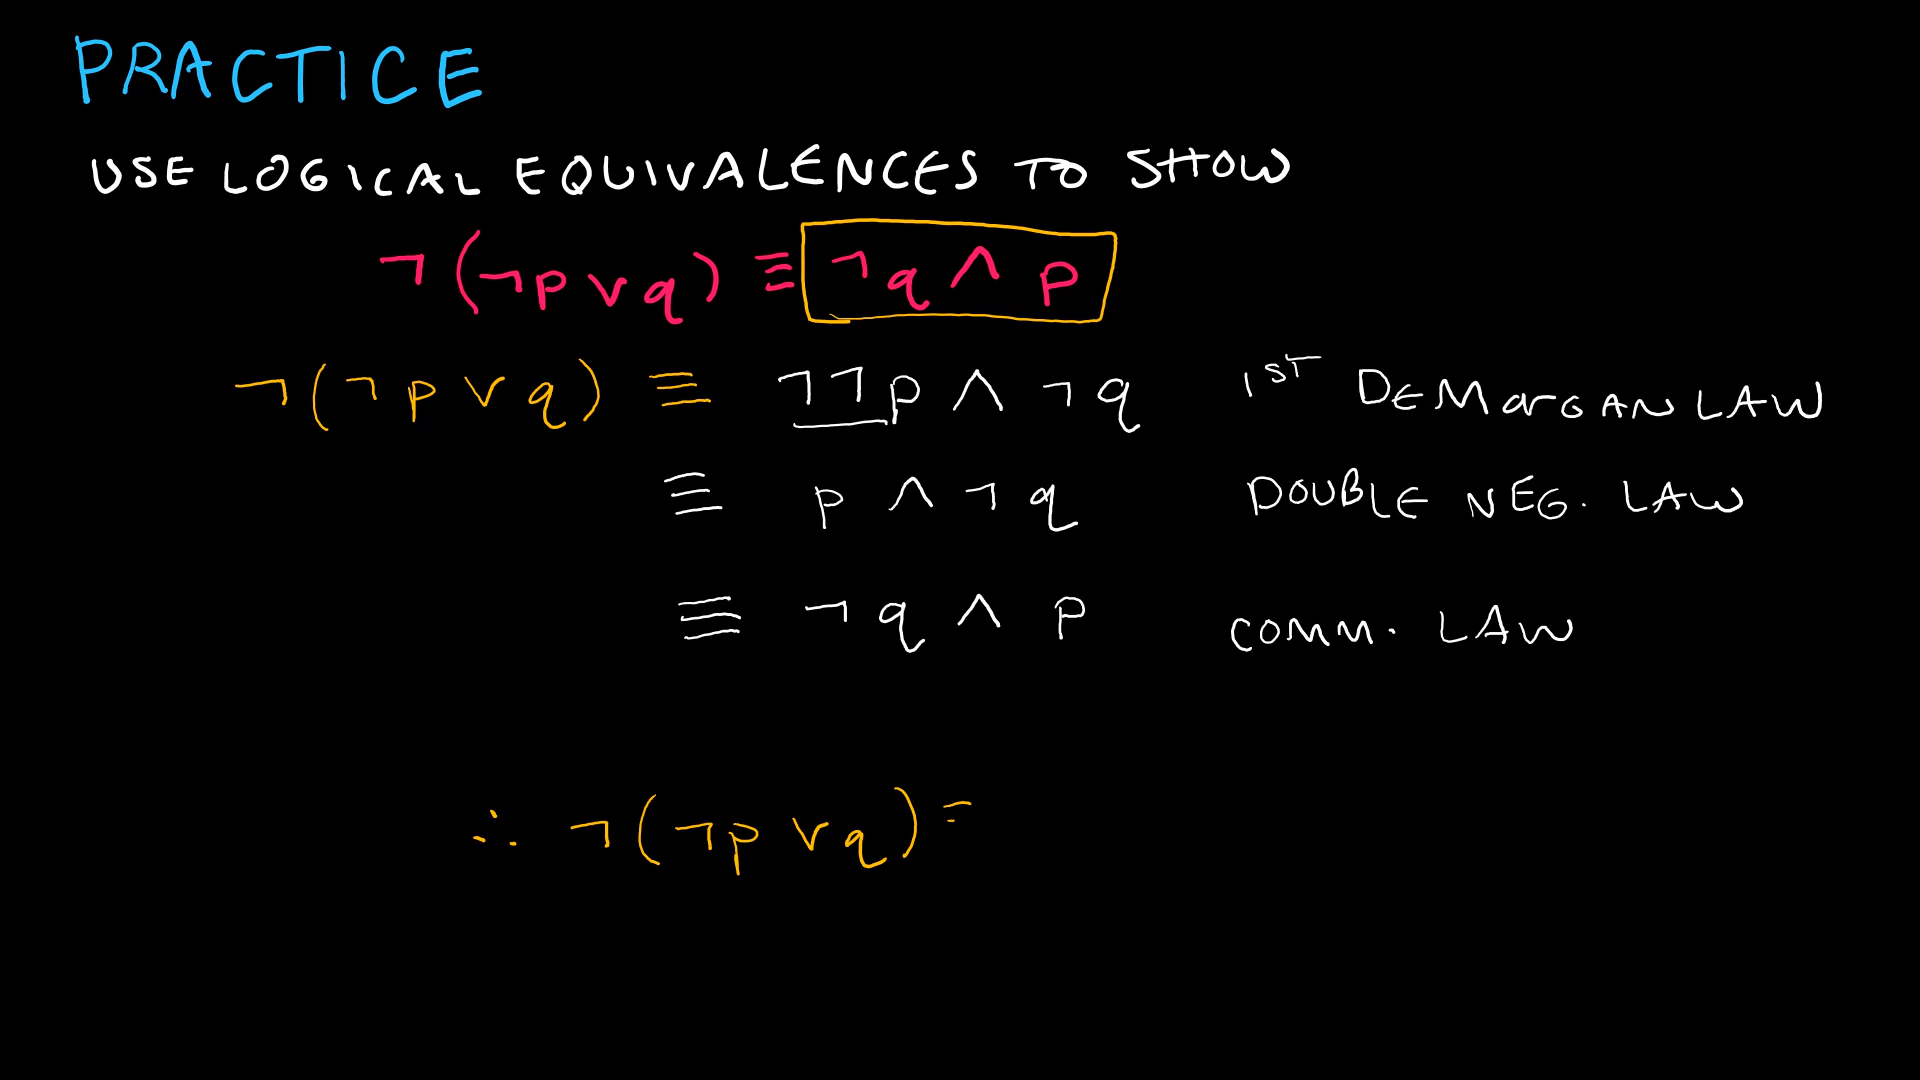 PRACTICE
USE LOGICAL EQUIVALENCES TO SHOW
¬(¬p∨q) ≡ ¬q ∧ p
¬(¬p∨q) ≡ ¬¬p ∧ ¬q 1ST DEMORGAN LAW
≡ p ∧ ¬q DOUBLE NEG. LAW
≡ ¬q ∧ p COMM. LAW
∴ ¬(¬p∨q) =